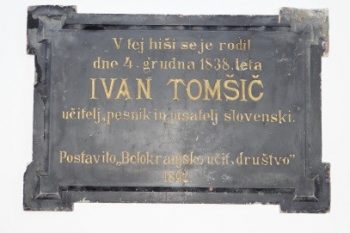 V tej hiši se je rodil
dne 4. grudna 1838. leta
IVAN TOMŠIČ
učitelj, pesnik in pisatelj slovenski.
Postavilo „Belokranjsko učit. društvo"